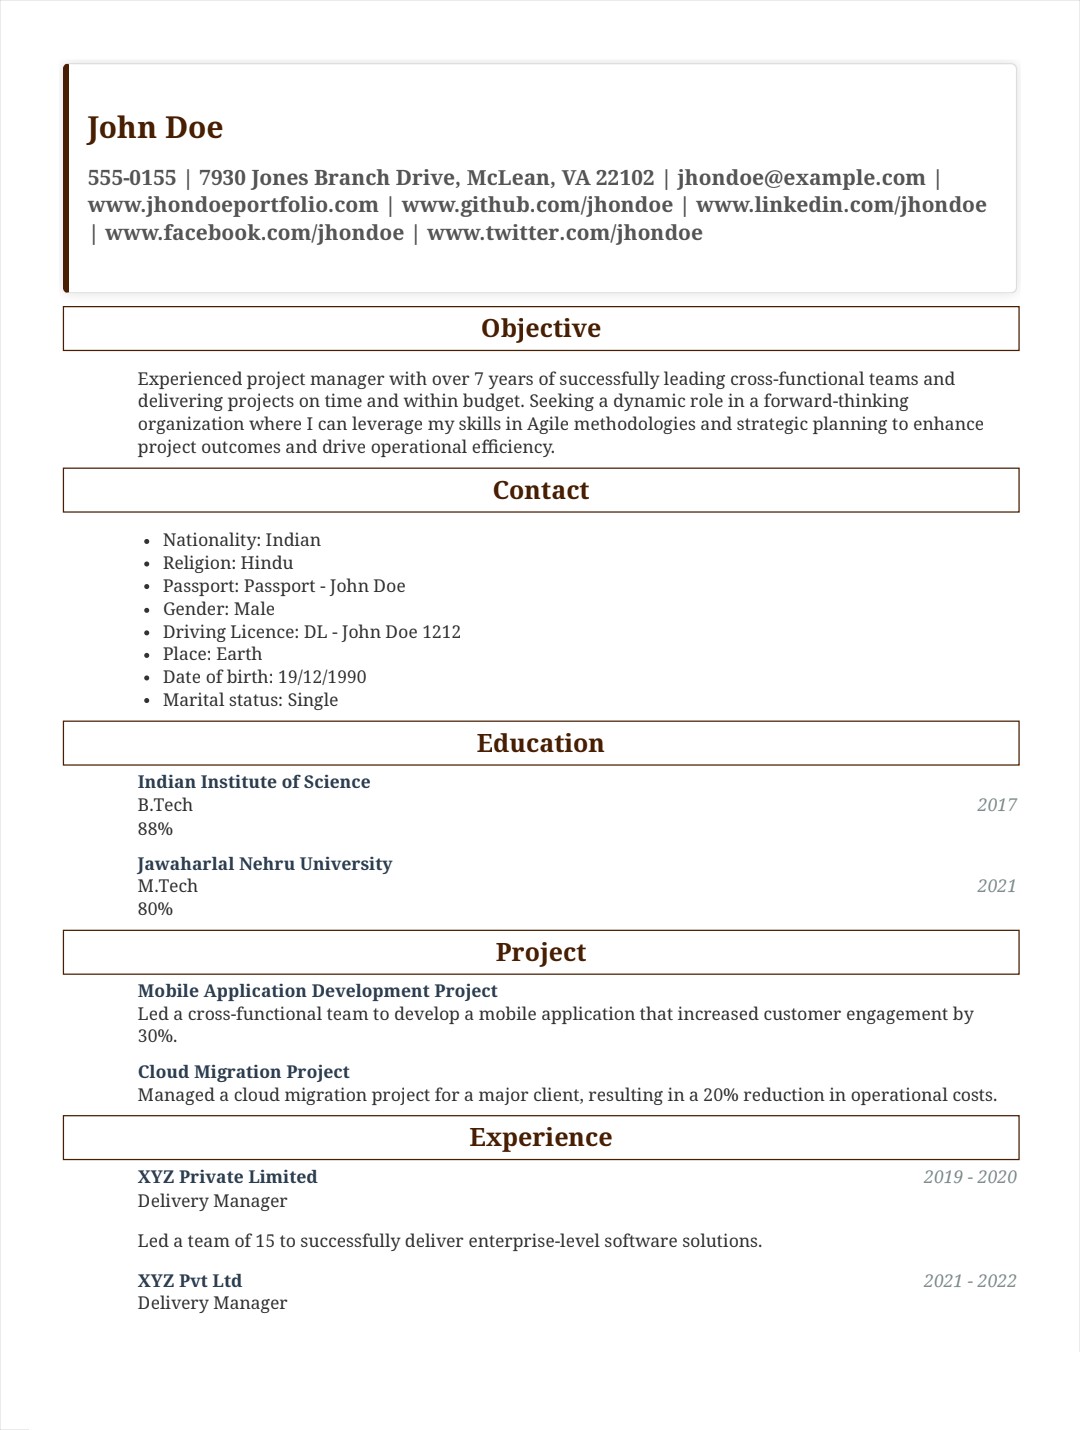 John Doe
555-0155 | 7930 Jones Branch Drive, McLean, VA 22102 | jhondoe@example.com |
www.jhondoeportfolio.com | www.github.com/jhondoe | www.linkedin.com/jhondoe
| www.facebook.com/jhondoe | www.twitter.com/jhondoe
Objective
Experienced project manager with over 7 years of successfully leading cross-functional teams and
delivering projects on time and within budget. Seeking a dynamic role in a forward-thinking
organization where I can leverage my skills in Agile methodologies and strategic planning to enhance
project outcomes and drive operational efficiency.
Contact
• Nationality: Indian
• Religion: Hindu
• Passport: Passport - John Doe
• Gender: Male
• Driving Licence: DL - John Doe 1212
• Place: Earth
• Date of birth: 19/12/1990
• Marital status: Single
Education
Indian Institute of Science
B.Tech 2017
88%
Jawaharlal Nehru University
M.Tech 2021
80%
Project
Mobile Application Development Project
Led a cross-functional team to develop a mobile application that increased customer engagement by
30%.
Cloud Migration Project
Managed a cloud migration project for a major client, resulting in a 20% reduction in operational costs.
Experience
XYZ Private Limited 2019 - 2020
Delivery Manager
Led a team of 15 to successfully deliver enterprise-level software solutions.
XYZ Pvt Ltd 2021 - 2022
Delivery Manager